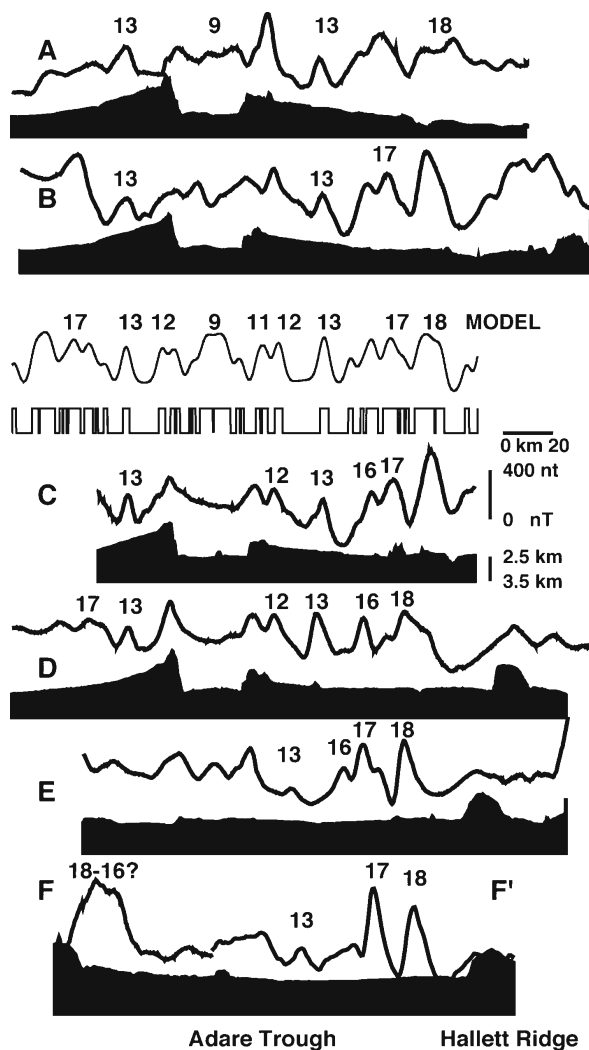 A 13 9 13 18
B 13 13 17
17 13 12 9 11 12 13 17 18 MODEL
0 km 20
400 nt
0 nT
C 13 12 13 16 17
2.5 km
3.5 km
D 17 13 12 13 16 18
E 13 16 17 18
F 18-16? 13 17 18 F'
Adare Trough Hallett Ridge